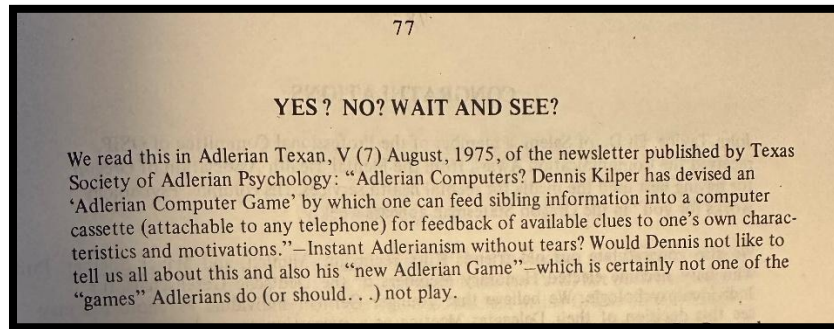 77
YES? NO? WAIT AND SEE?
We read this in Adlerian Texan, V (7) August, 1975, of the newsletter published by Texas
Society of Adlerian Psychology: “Adlerian Computers? Dennis Kilper has devised an
‘Adlerian Computer Game’ by which one can feed sibling information into a computer
cassette (attachable to any telephone) for feedback of available clues to one’s own charac-
teristics and motivations.”—Instant Adlerianism without tears? Would Dennis not like to
tell us all about this and also his “new Adlerian Game”—which is certainly not one of the
“games” Adlerians do (or should. . .) not play.